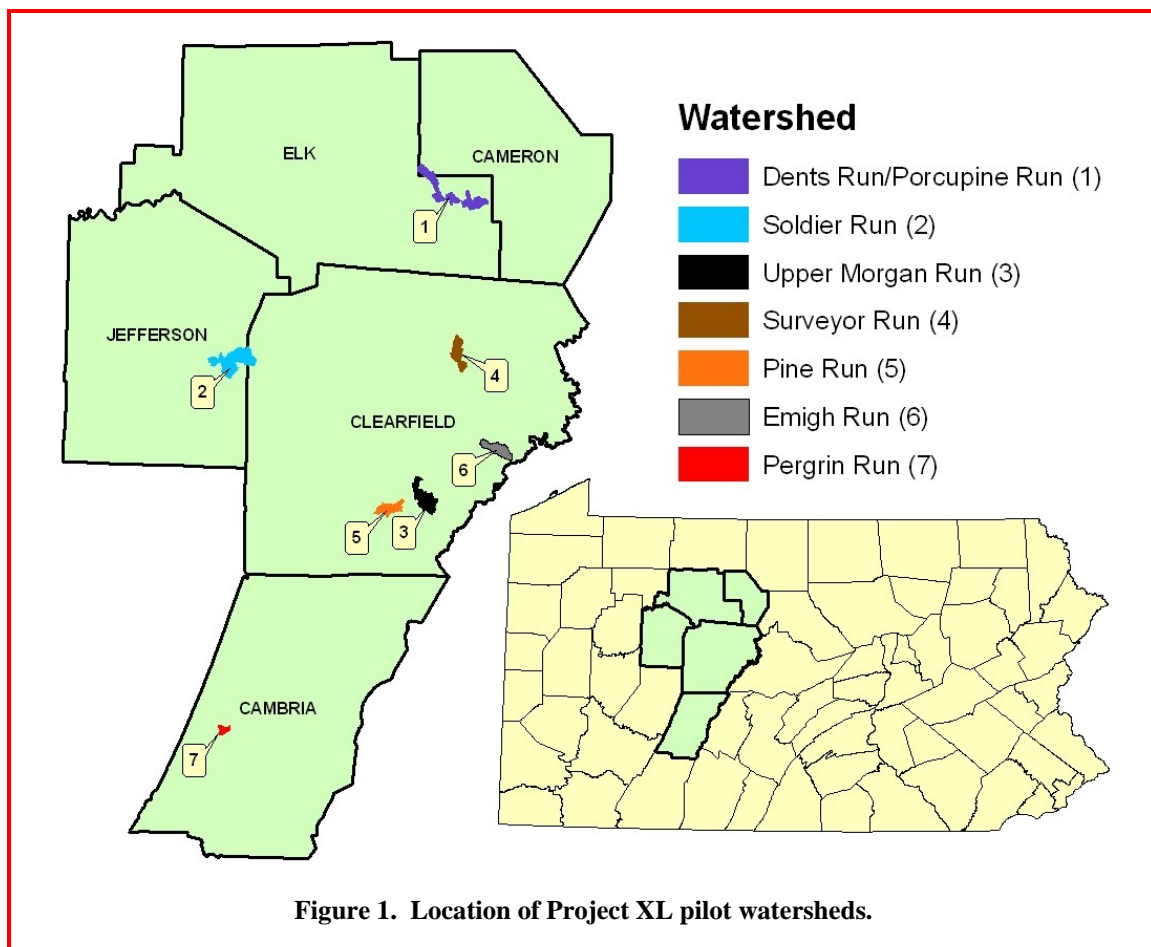 ELK
CAMERON
1
JEFFERSON
2
4
CLEARFIELD
6
5
3
CAMBRIA
7
Watershed
Dents Run/Porcupine Run (1)
Soldier Run (2)
Upper Morgan Run (3)
Surveyor Run (4)
Pine Run (5)
Emigh Run (6)
Pergrin Run (7)
Figure 1. Location of Project XL pilot watersheds.